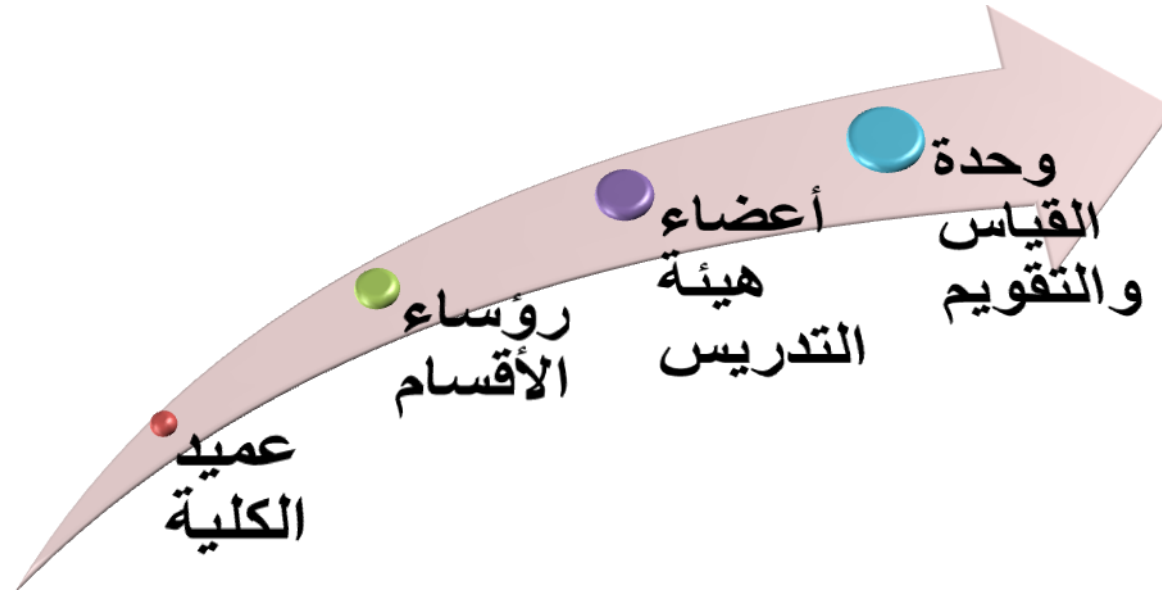 عميد
الكلية
رؤساء
الأقسام
أعضاء
هيئة
التدريس
وحدة
القياس
والتقويم